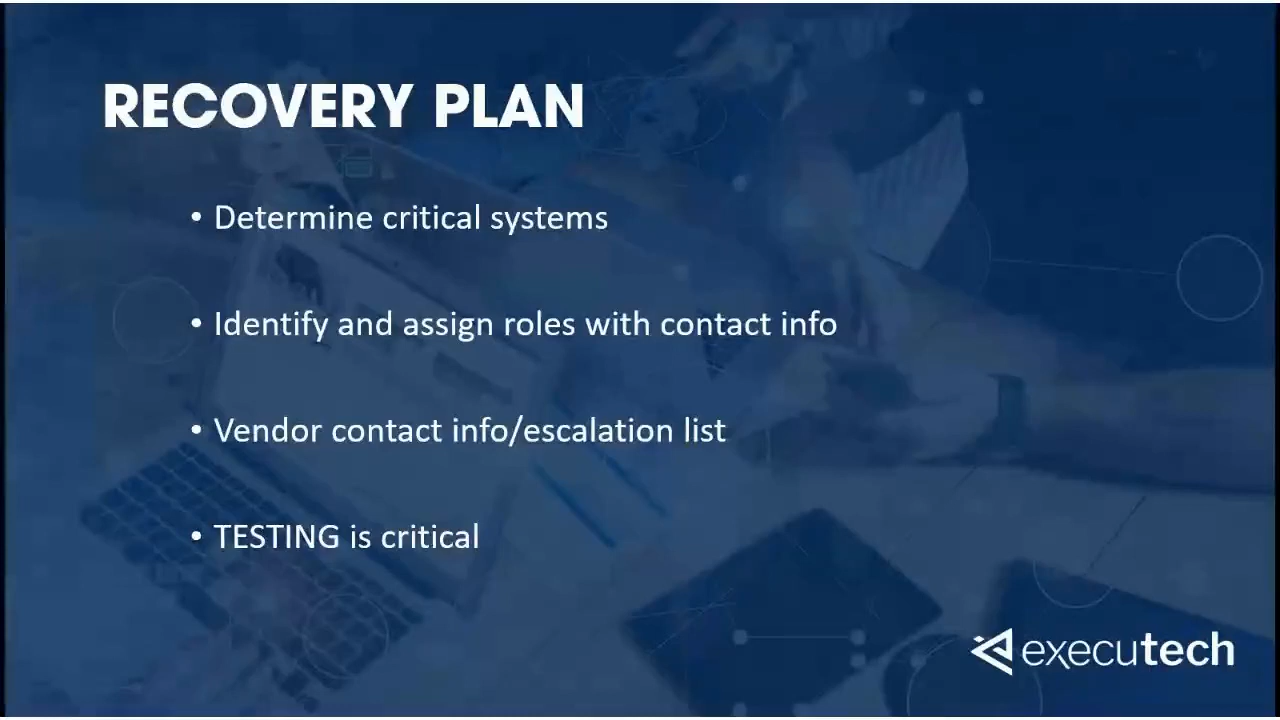 RECOVERY PLAN
• Determine critical systems
• Identify and assign roles with contact info
• Vendor contact info/escalation list
• TESTING is critical
executech